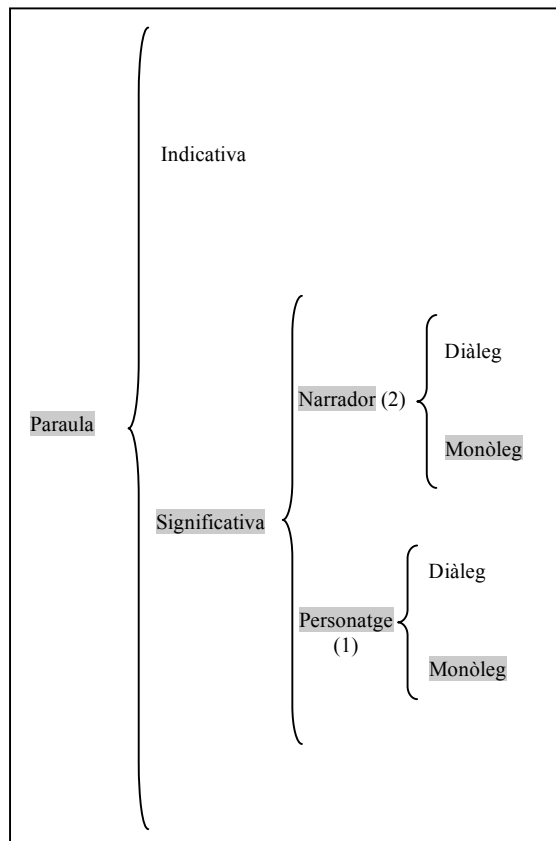 Indicativa
Diàleg
Narrador (2)
Monòleg
Paraula
Significativa
Diàleg
Personatge
(1)
Monòleg